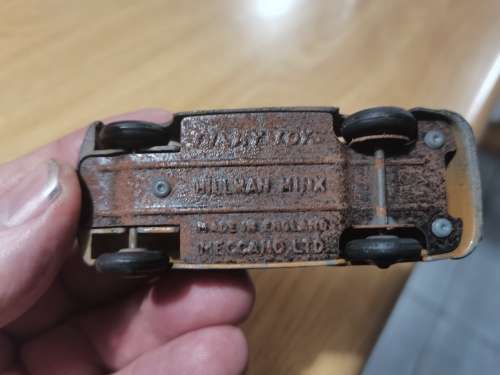 DINKY TOYS
HILLMAN MINX
MADE IN ENGLAND
MECCANO LTD